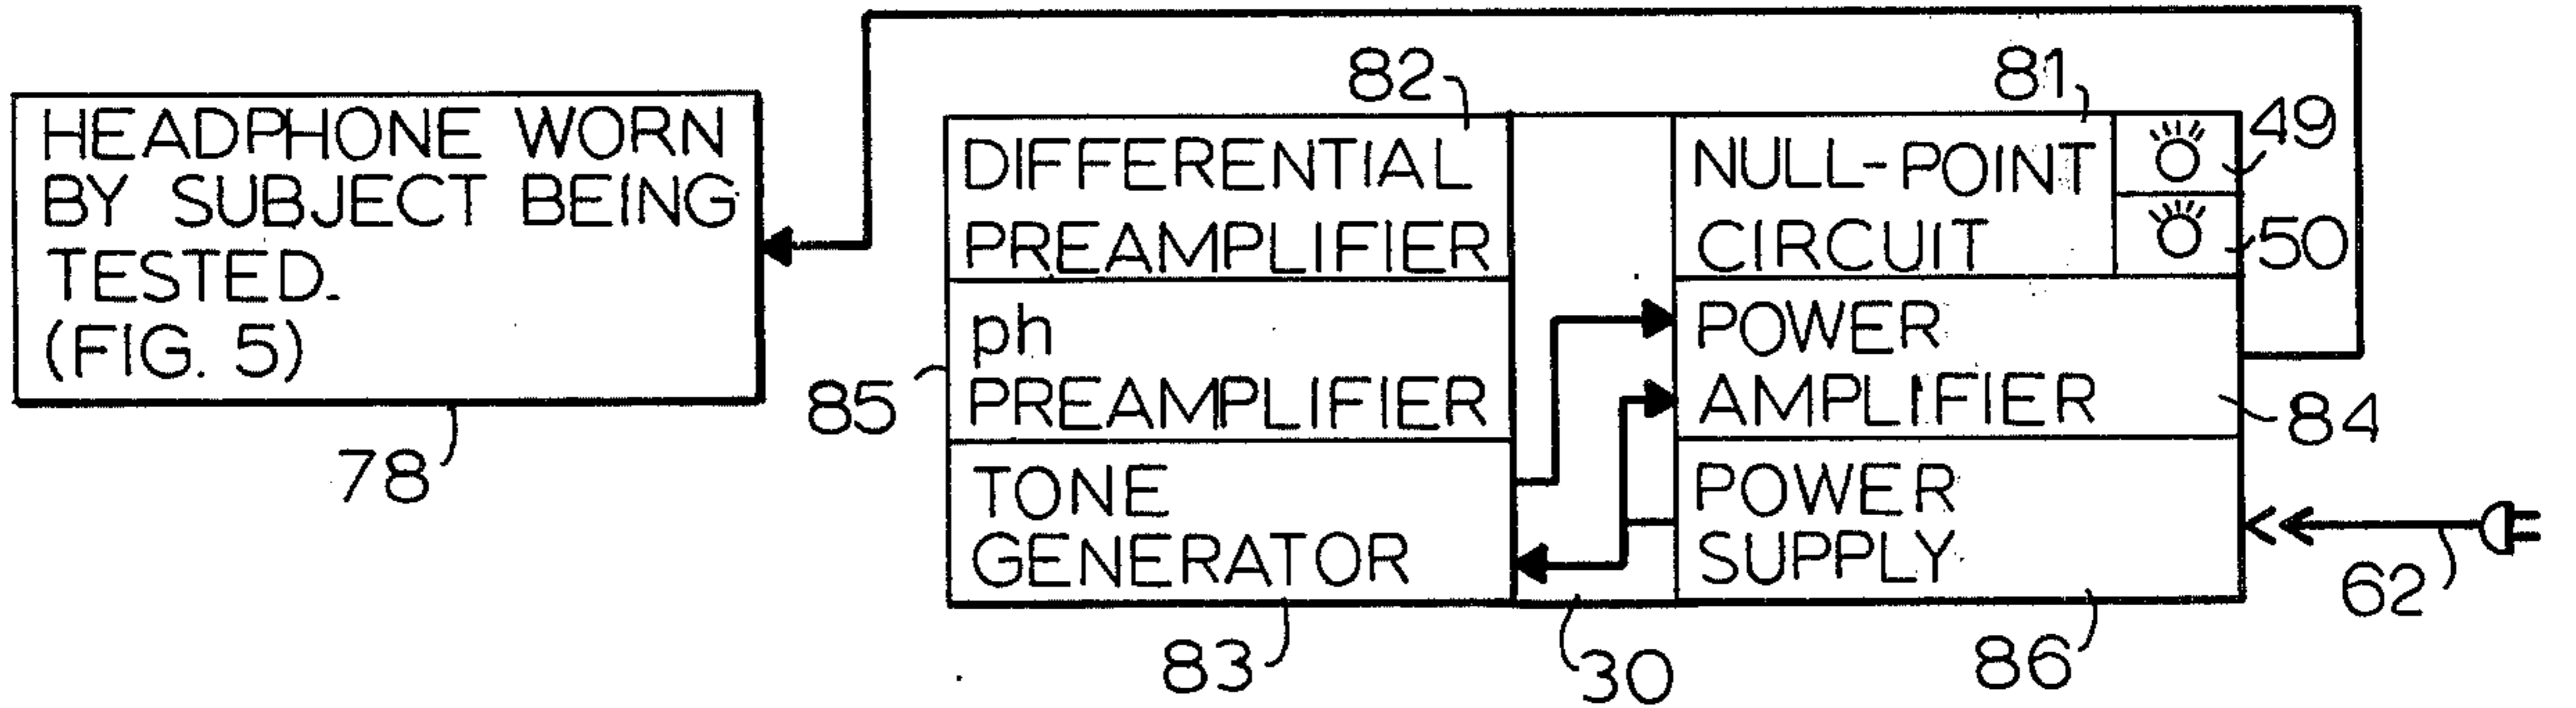 HEADPHONE WORN
BY SUBJECT BEING
TESTED.
(FIG. 5)
78
82
DIFFERENTIAL
PREAMPLIFIER
ph
PREAMPLIFIER
85
TONE
GENERATOR
83
30
81
NULL-POINT
CIRCUIT
49
50
POWER
AMPLIFIER
84
POWER
SUPPLY
86
62